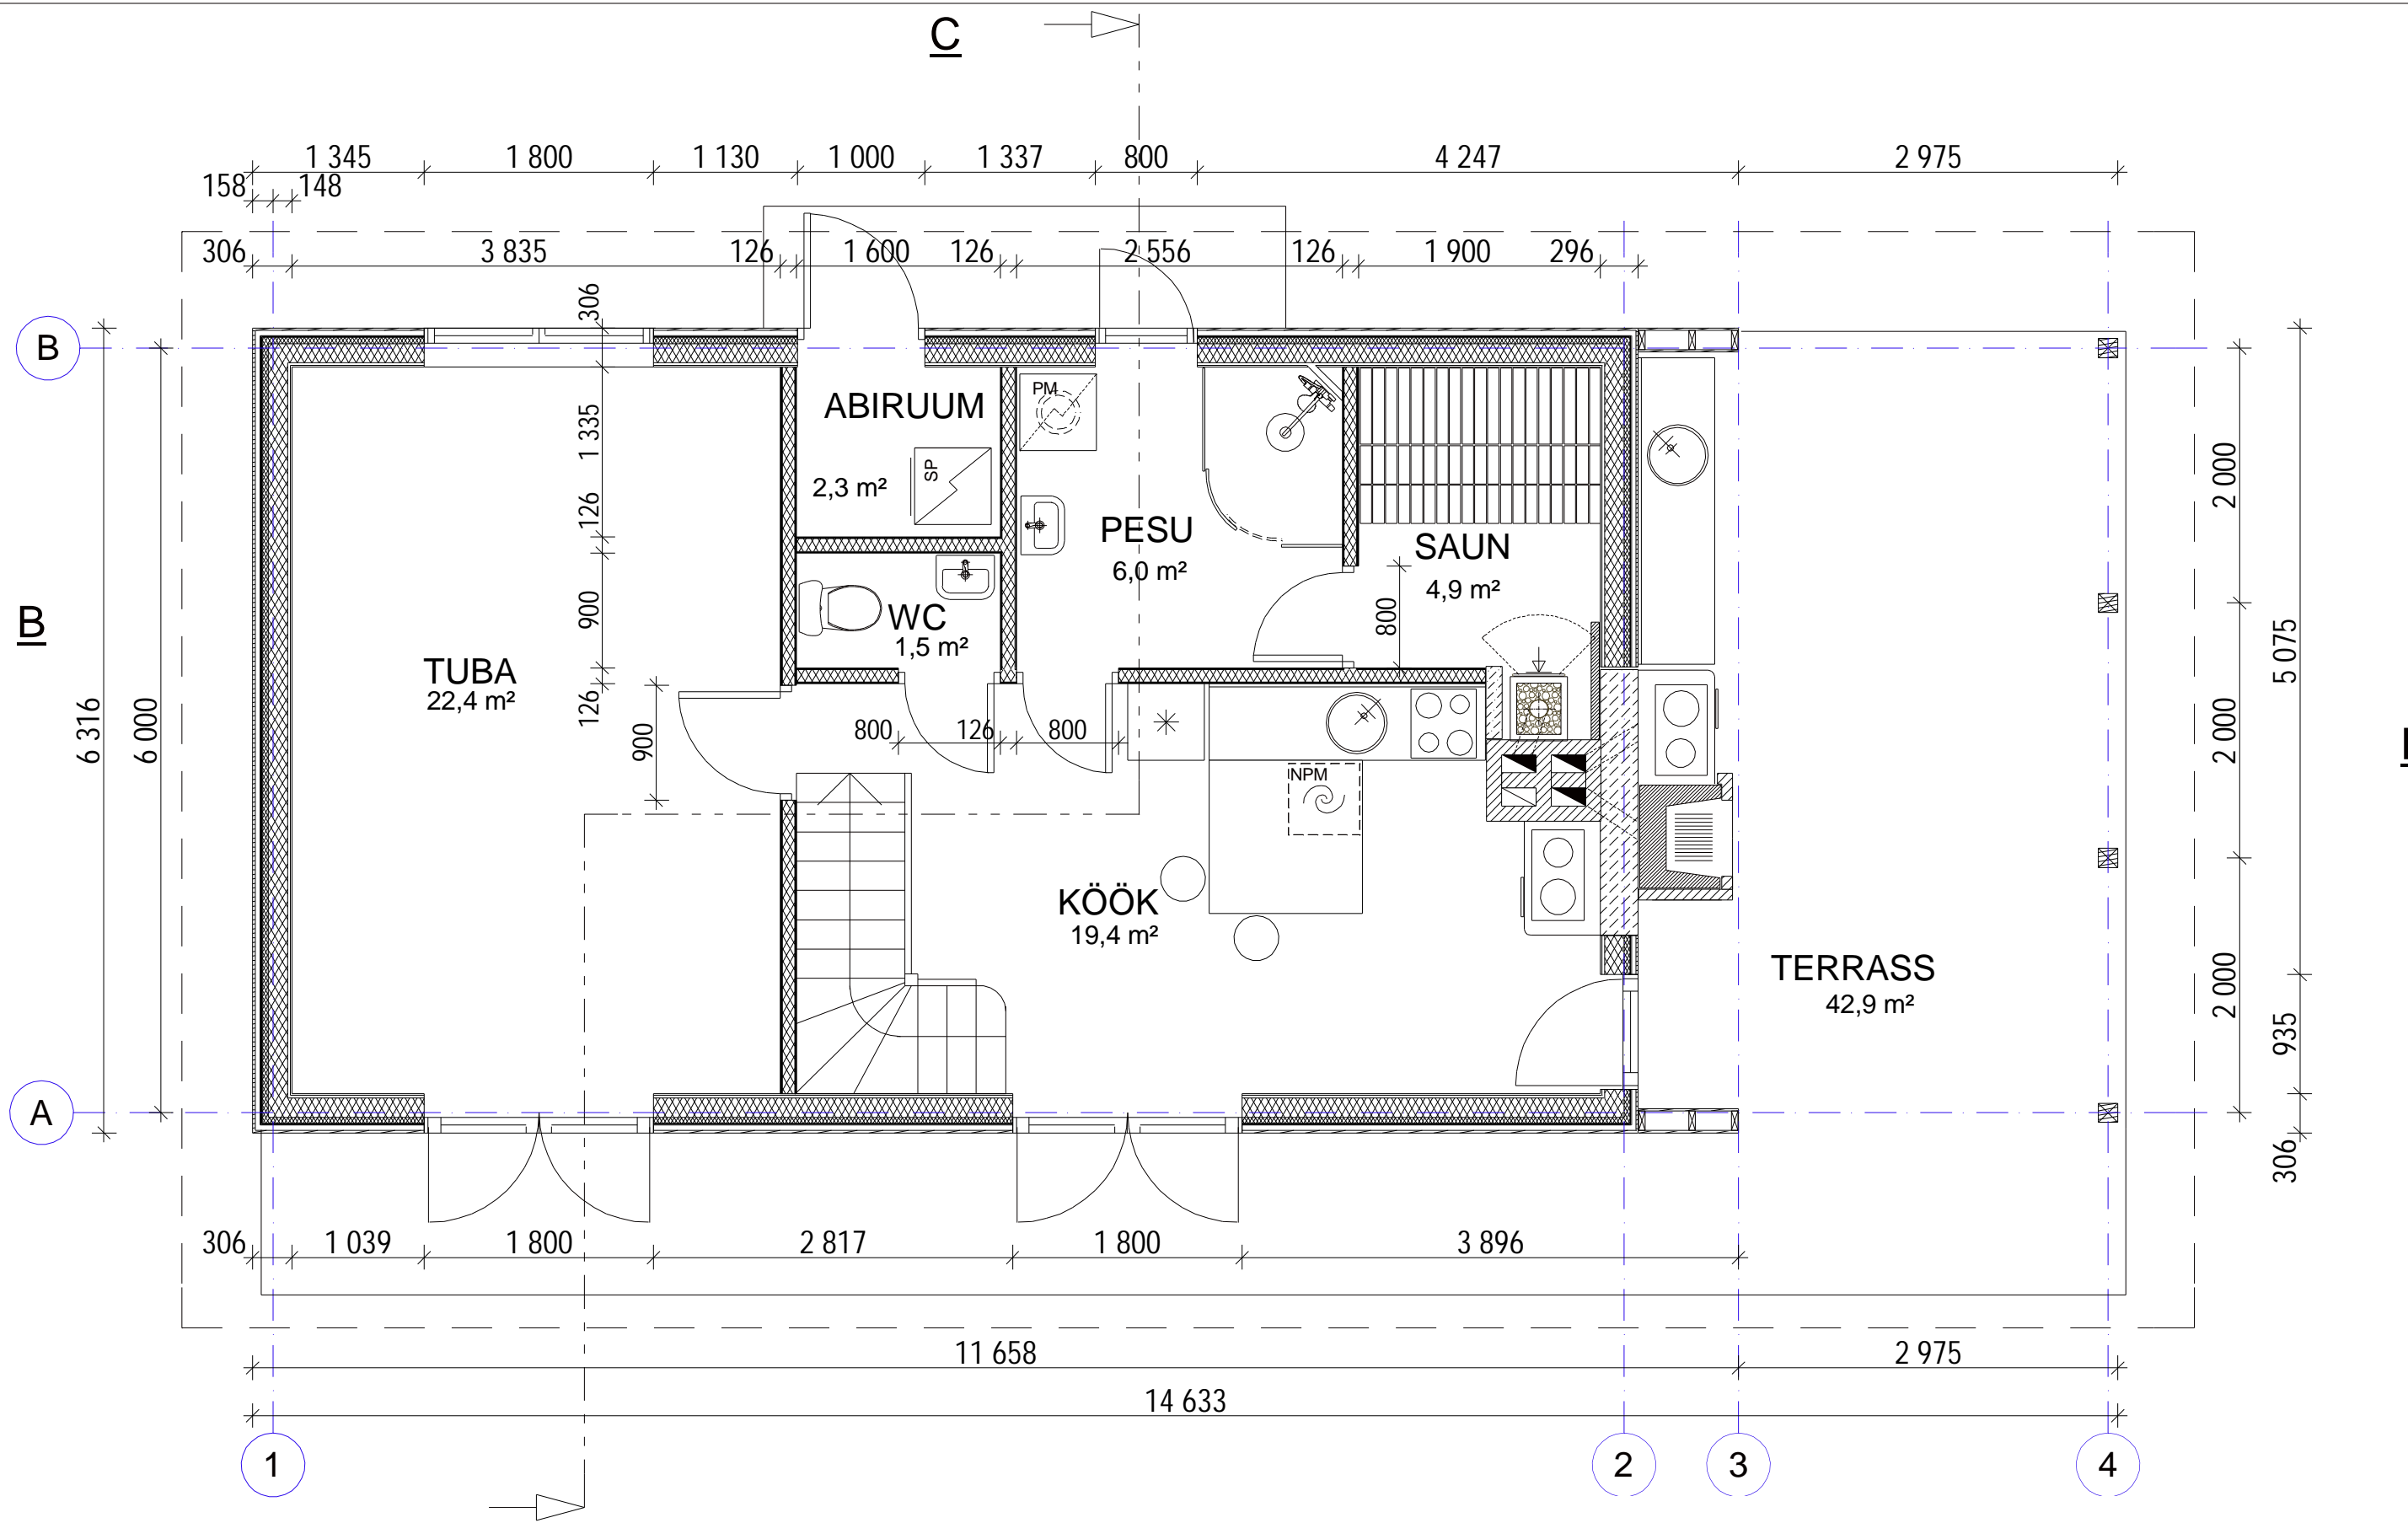 C
1 345 1 800 1 130 1 000 1 337 800 4 247 2 975
158 148
306 3 835 126 1 600 126 2 556 126 1 900 296
306
B
1 335
ABIRUUM
2,3 m²
SP
PM
126
PESU
6,0 m²
SAUN
4,9 m²
2 000
900
WC
1,5 m²
800
B
TUBA
22,4 m²
126
5 075
6 316
6 000
900
800 126 800
2 000
NPM
KÖÖK
19,4 m²
TERRASS
42,9 m²
2 000
935
A
306
306 1 039 1 800 2 817 1 800 3 896
11 658 2 975
14 633
1 2 3 4